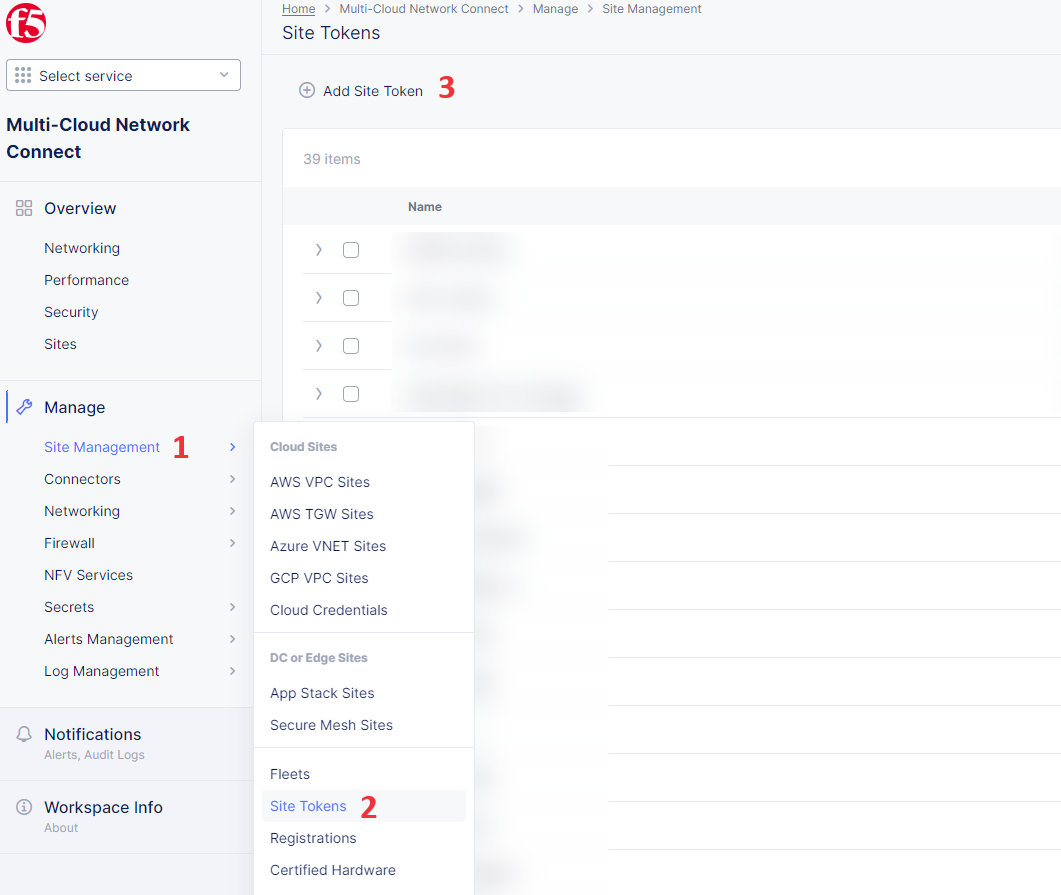 f5
Select service
Multi-Cloud Network
Connect
Overview
Networking
Performance
Security
Sites
Manage
Site Management 1
Connectors
Networking
Firewall
NFV Services
Secrets
Alerts Management
Log Management
Notifications
Alerts, Audit Logs
Workspace Info
About
Home > Multi-Cloud Network Connect > Manage > Site Management
Site Tokens
Add Site Token 3
39 items
Name
Cloud Sites
AWS VPC Sites
AWS TGW Sites
Azure VNET Sites
GCP VPC Sites
Cloud Credentials
DC or Edge Sites
App Stack Sites
Secure Mesh Sites
Fleets
Site Tokens 2
Registrations
Certified Hardware